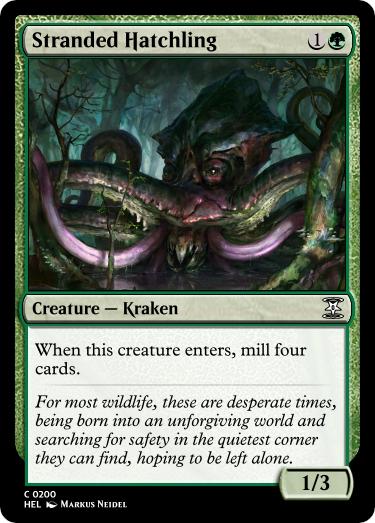 Stranded Hatchling 1
Creature — Kraken
When this creature enters, mill four
cards.
For most wildlife, these are desperate times,
being born into an unforgiving world and
searching for safety in the quietest corner
they can find, hoping to be left alone.
1/3
C 0200
HEL Markus Neidel